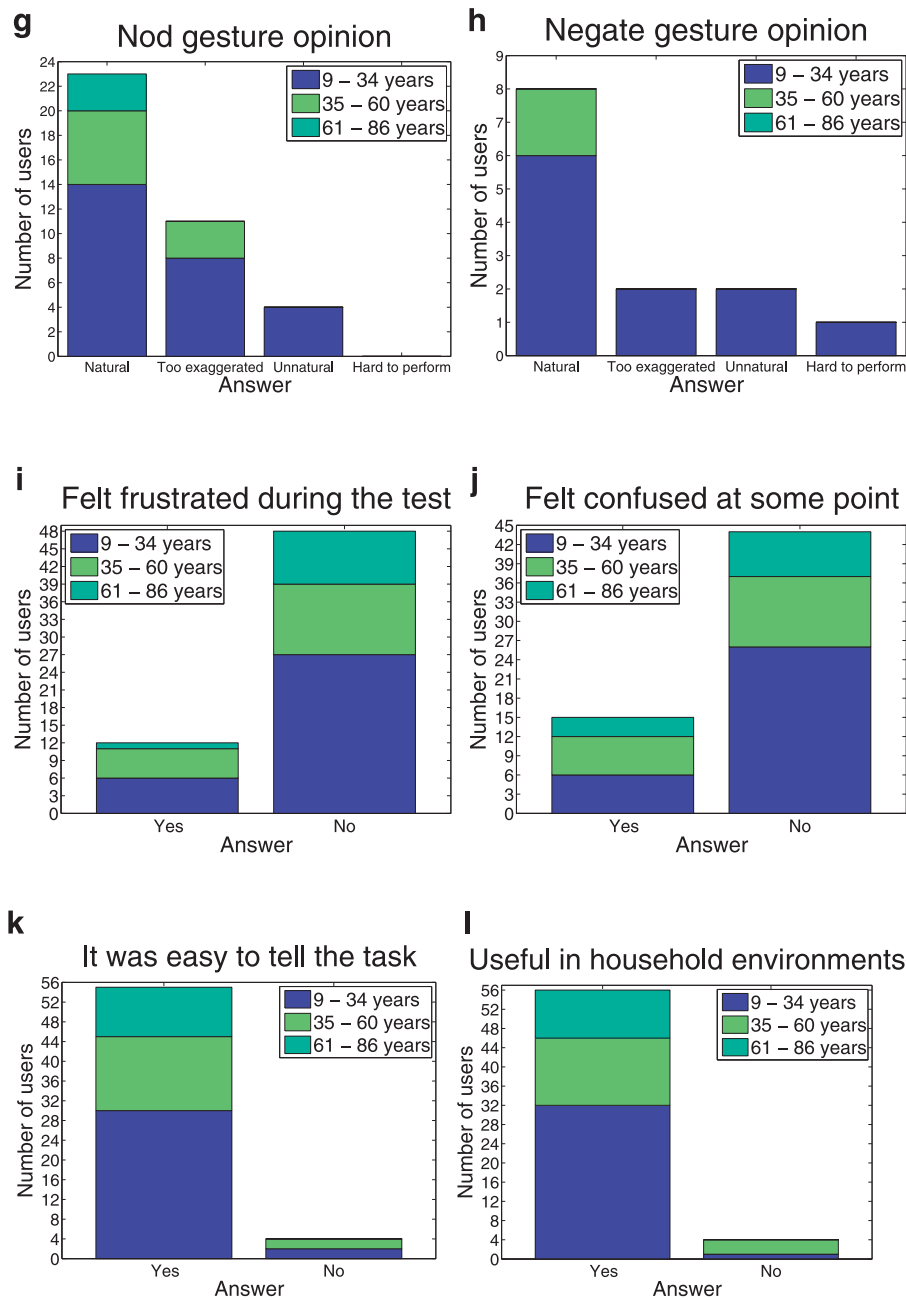 g
Nod gesture opinion
24
22
20
18
16
14
12
10
8
6
4
2
0
Number of users
9 – 34 years
35 – 60 years
61 – 86 years
Natural
Too exaggerated
Unnatural
Hard to perform
Answer
h
Negate gesture opinion
9
8
7
6
5
4
3
2
1
0
Number of users
9 – 34 years
35 – 60 years
61 – 86 years
Natural
Too exaggerated
Unnatural
Hard to perform
Answer
i
Felt frustrated during the test
48
45
42
39
36
33
30
27
24
21
18
15
12
9
6
3
0
Number of users
9 – 34 years
35 – 60 years
61 – 86 years
Yes
No
Answer
j
Felt confused at some point
45
42
39
36
33
30
27
24
21
18
15
12
9
6
3
0
Number of users
9 – 34 years
35 – 60 years
61 – 86 years
Yes
No
Answer
k
It was easy to tell the task
56
52
48
44
40
36
32
28
24
20
16
12
8
4
0
Number of users
9 – 34 years
35 – 60 years
61 – 86 years
Yes
No
Answer
l
Useful in household environments
56
52
48
44
40
36
32
28
24
20
16
12
8
4
0
Number of users
9 – 34 years
35 – 60 years
61 – 86 years
Yes
No
Answer